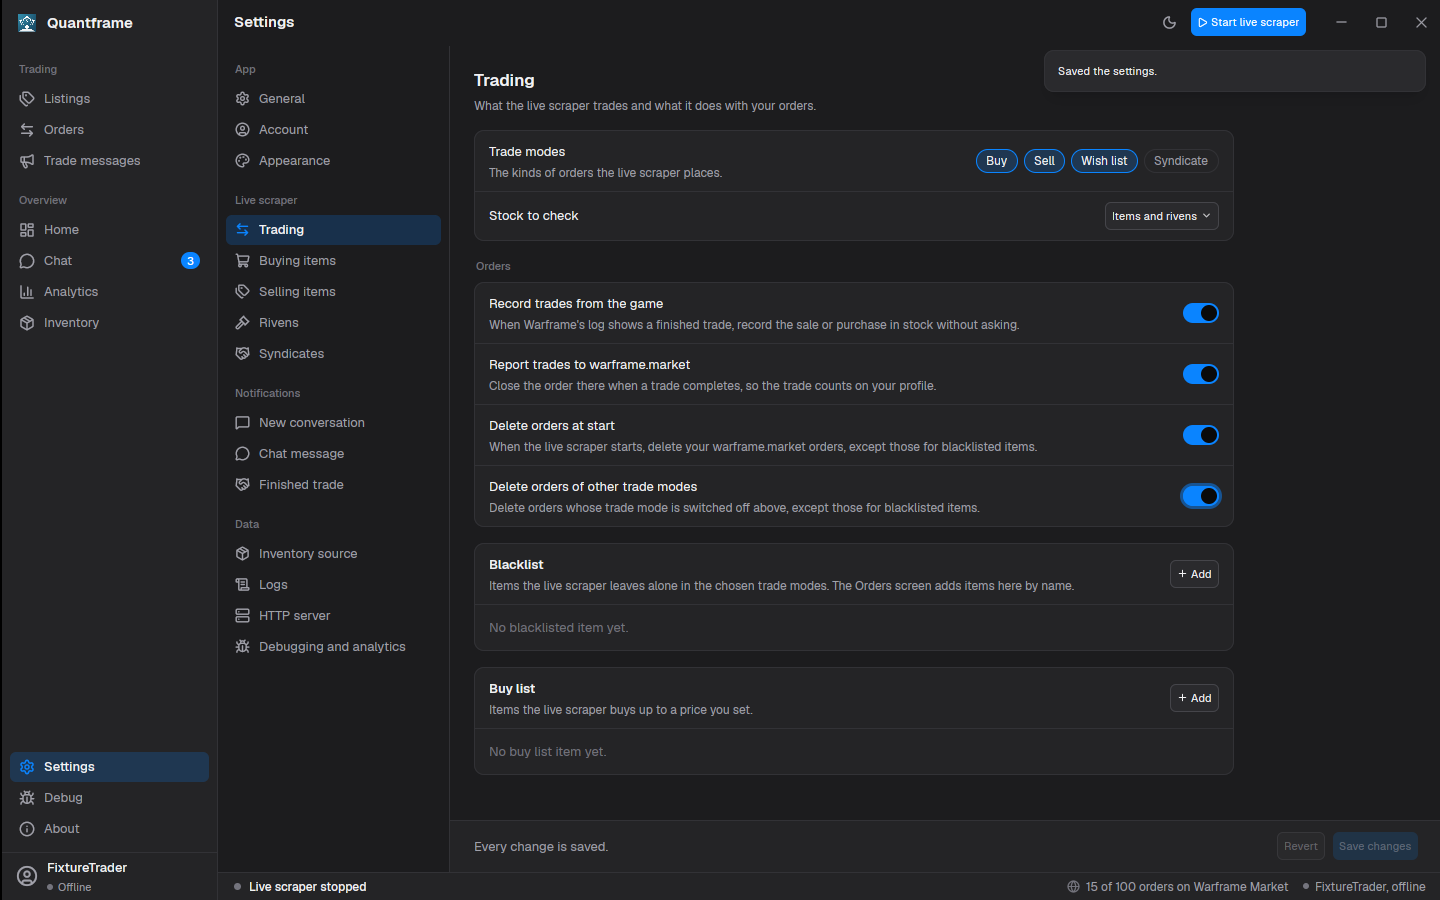 Quantframe
Settings
Start live scraper
Saved the settings.
Trading
Listings
Orders
Trade messages
Overview
Home
Chat
3
Analytics
Inventory
Settings
Debug
About
FixtureTrader
Offline
App
General
Account
Appearance
Live scraper
Trading
Buying items
Selling items
Rivens
Syndicates
Notifications
New conversation
Chat message
Finished trade
Data
Inventory source
Logs
HTTP server
Debugging and analytics
Trading
What the live scraper trades and what it does with your orders.
Trade modes
The kinds of orders the live scraper places.
Buy
Sell
Wish list
Syndicate
Stock to check
Items and rivens
Orders
Record trades from the game
When Warframe's log shows a finished trade, record the sale or purchase in stock without asking.
Report trades to warframe.market
Close the order there when a trade completes, so the trade counts on your profile.
Delete orders at start
When the live scraper starts, delete your warframe.market orders, except those for blacklisted items.
Delete orders of other trade modes
Delete orders whose trade mode is switched off above, except those for blacklisted items.
Blacklist
Items the live scraper leaves alone in the chosen trade modes. The Orders screen adds items here by name.
+ Add
No blacklisted item yet.
Buy list
Items the live scraper buys up to a price you set.
+ Add
No buy list item yet.
Every change is saved.
Revert
Save changes
Live scraper stopped
15 of 100 orders on Warframe Market
FixtureTrader, offline